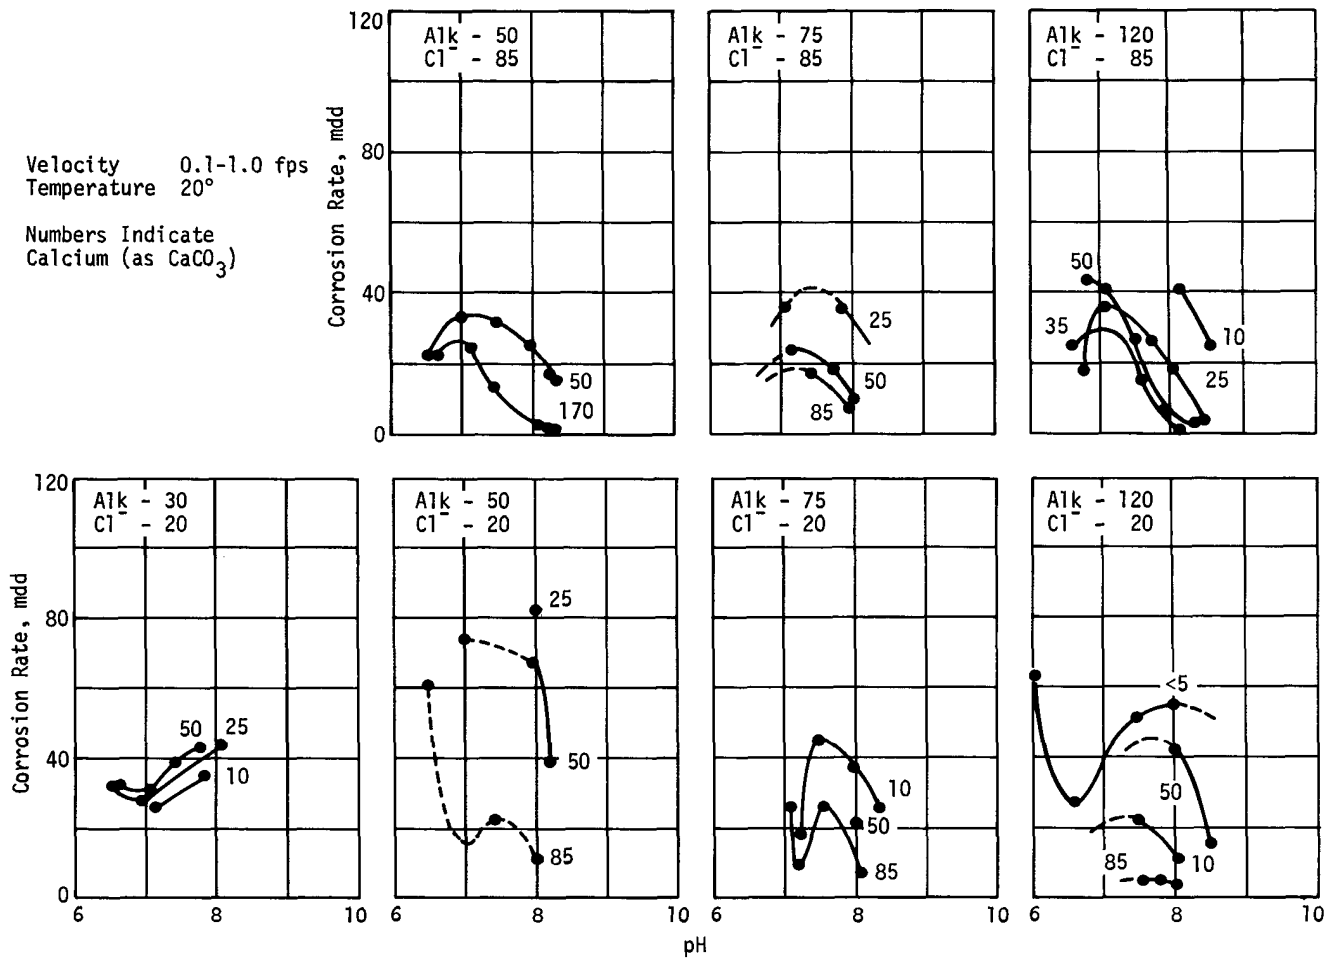 Velocity 0.1-1.0 fps
Temperature 20°
Numbers Indicate
Calcium (as CaCO3)
Corrosion Rate, mdd
120
80
40
0
Alk - 50
Cl⁻ - 85
50
170
Alk - 75
Cl⁻ - 85
25
50
85
Alk - 120
Cl⁻ - 85
50
35
10
25
Corrosion Rate, mdd
120
80
40
0
Alk - 30
Cl⁻ - 20
50 25
10
6 8 10
Alk - 50
Cl⁻ - 20
25
50
85
6 8 10
Alk - 75
Cl⁻ - 20
10
50
85
6 8 10
Alk - 120
Cl⁻ - 20
<5
50
85 10
6 8 10
pH